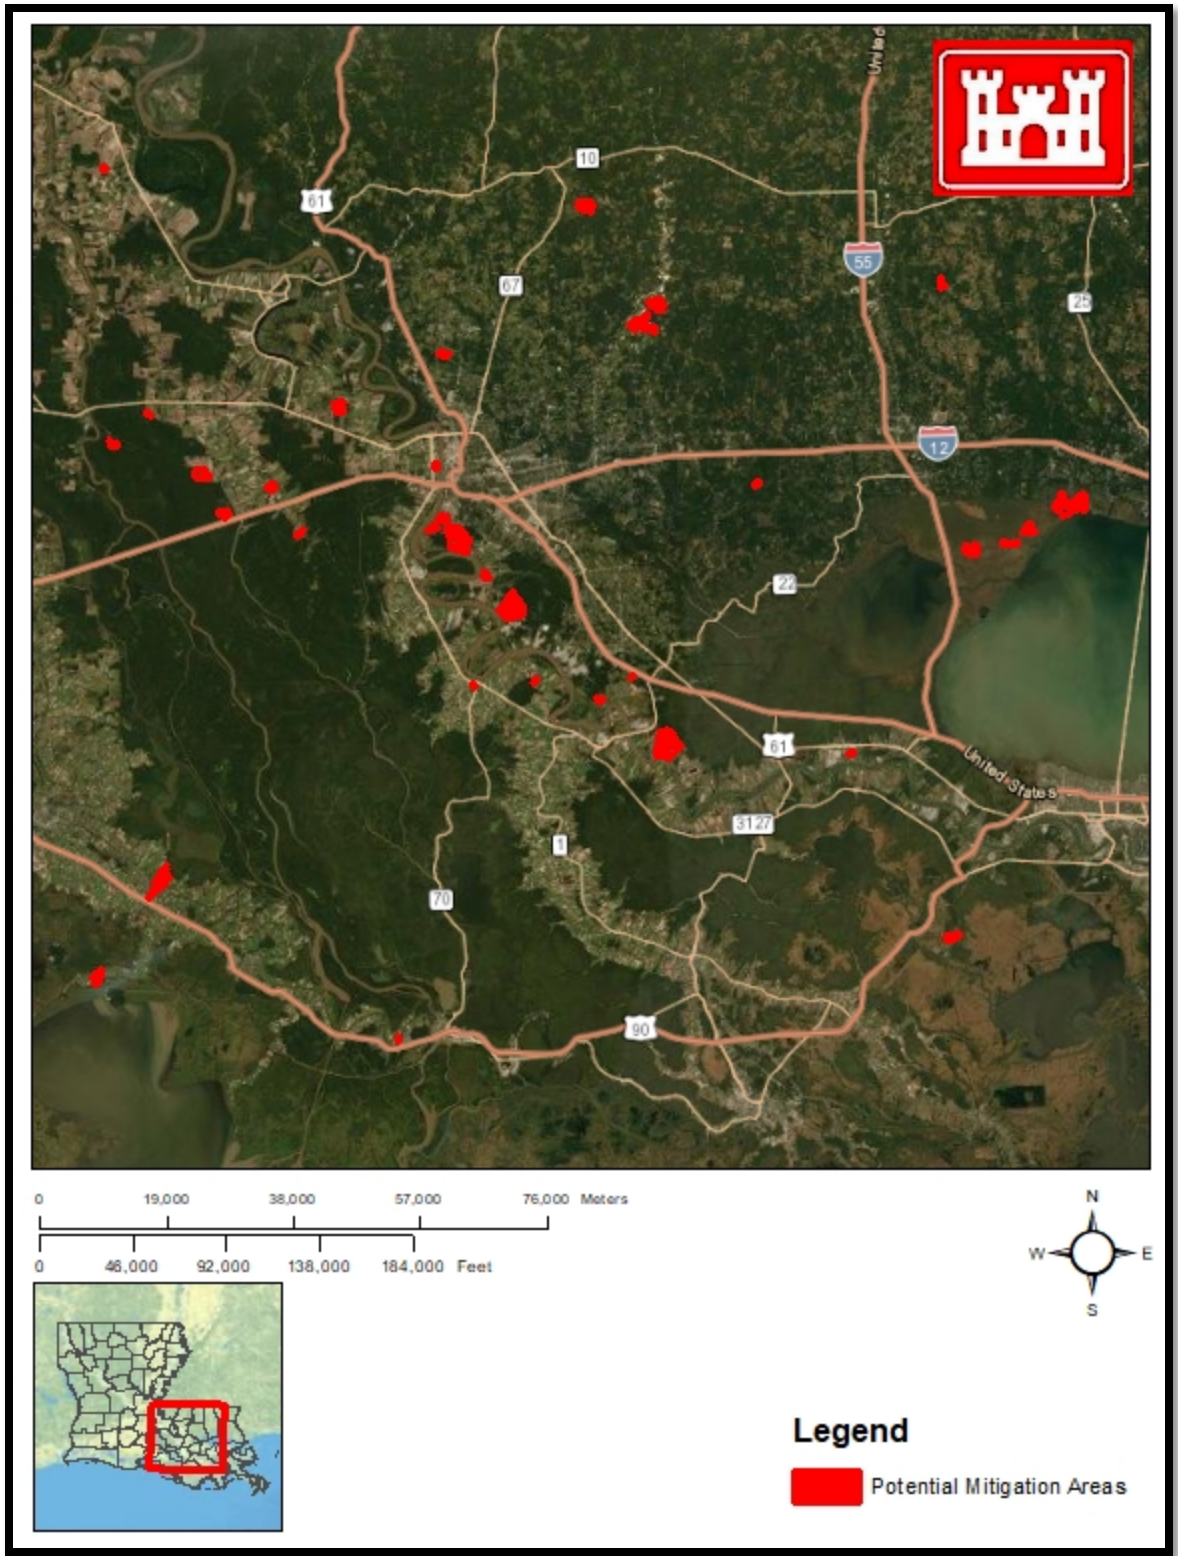 United
10
61
55
67
25
12
22
61
United States
3127
1
70
90
0 19,000 38,000 57,000 76,000 Meters
0 46,000 92,000 138,000 184,000 Feet
N
W E
S
Legend
Potential Mitigation Areas